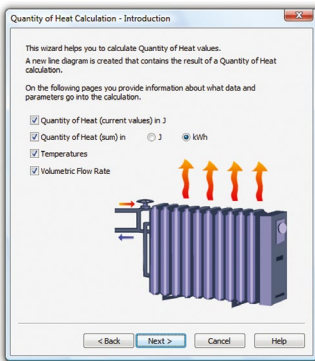 Quantity of Heat Calculation - Introduction
This wizard helps you to calculate Quantity of Heat values.
A new line diagram is created that contains the result of a Quantity of Heat
calculation.
On the following pages you provide information about what data and
parameters go into the calculation.
Quantity of Heat (current values) in J
Quantity of Heat (sum) in J kWh
Temperatures
Volumetric Flow Rate
< Back Next > Cancel Help